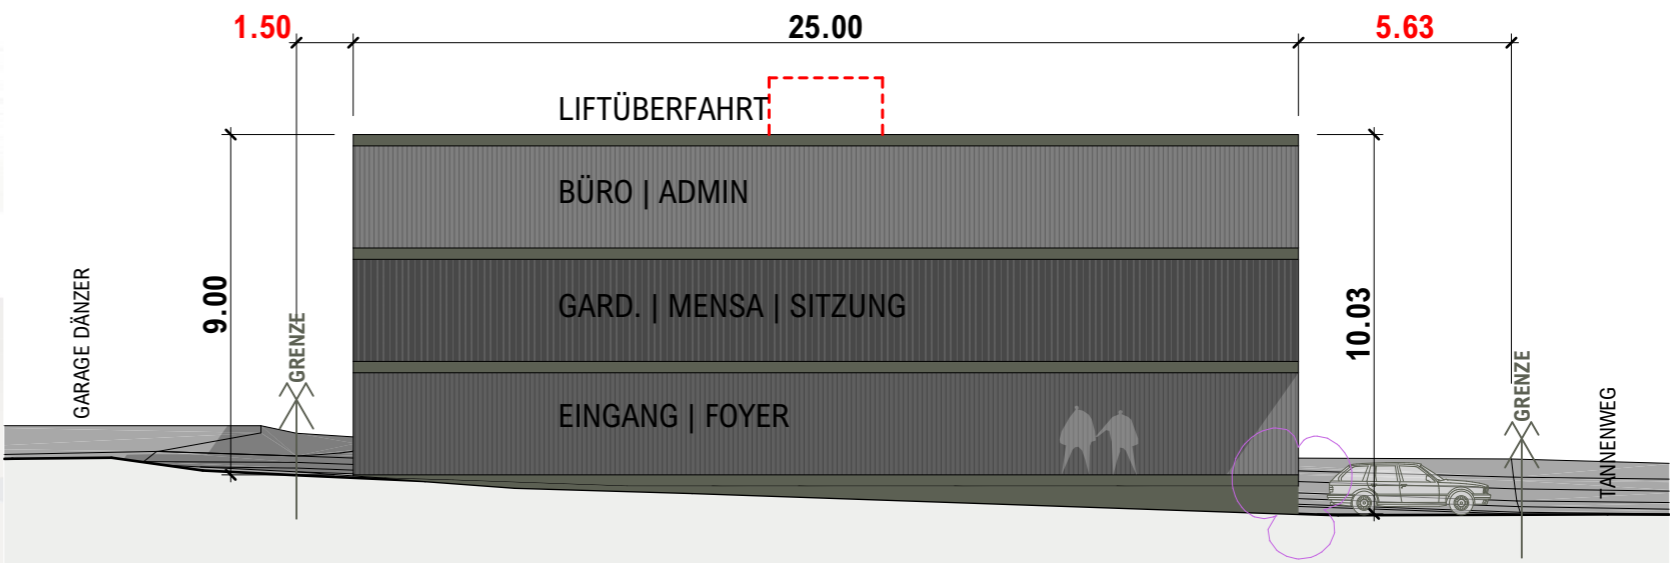 1.50
25.00
5.63
LIFTÜBERFAHRT
BÜRO | ADMIN
GARD. | MENSA | SITZUNG
EINGANG | FOYER
GARAGE DÄNZER
9.00
GRENZE
10.03
GRENZE
TANNENWEG